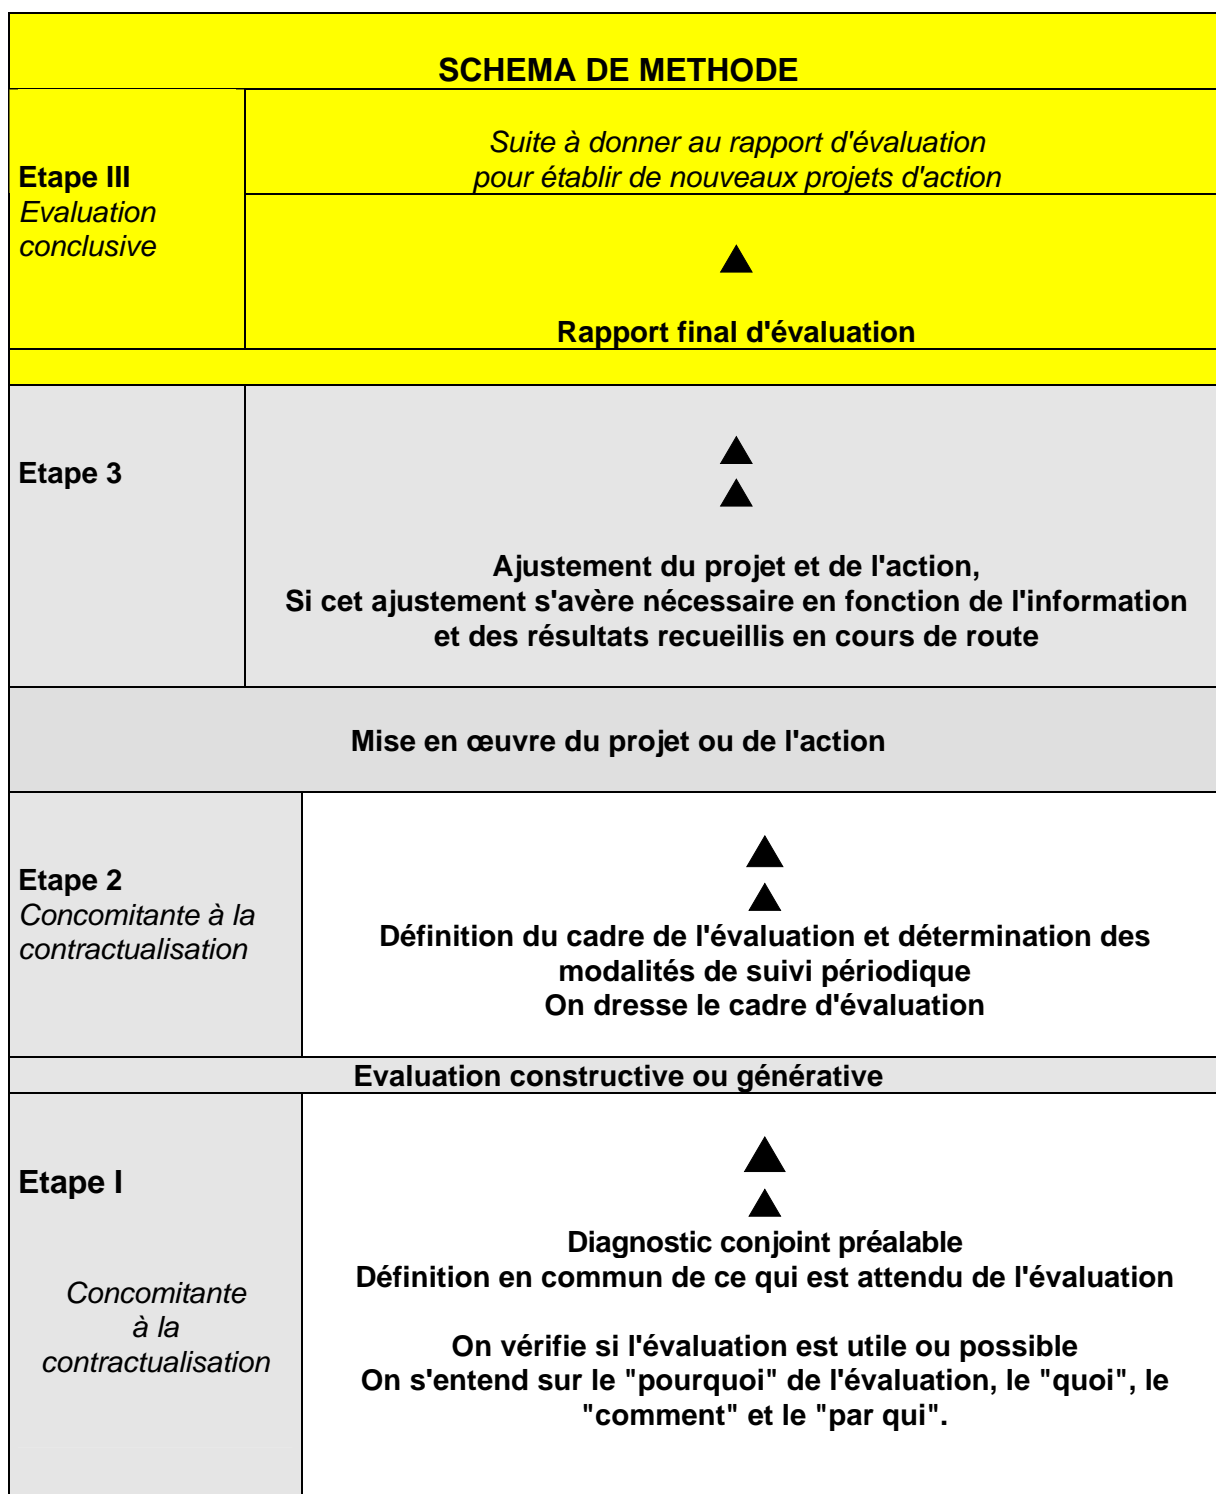 SCHEMA DE METHODE
Etape III
Evaluation
conclusive
Suite à donner au rapport d'évaluation
pour établir de nouveaux projets d'action
Rapport final d'évaluation
Etape 3
Ajustement du projet et de l'action,
Si cet ajustement s'avère nécessaire en fonction de l'information
et des résultats recueillis en cours de route
Mise en œuvre du projet ou de l'action
Etape 2
Concomitante à la
contractualisation
Définition du cadre de l'évaluation et détermination des
modalités de suivi périodique
On dresse le cadre d'évaluation
Evaluation constructive ou générative
Etape I
Concomitante
à la
contractualisation
Diagnostic conjoint préalable
Définition en commun de ce qui est attendu de l'évaluation
On vérifie si l'évaluation est utile ou possible
On s'entend sur le "pourquoi" de l'évaluation, le "quoi", le
"comment" et le "par qui".